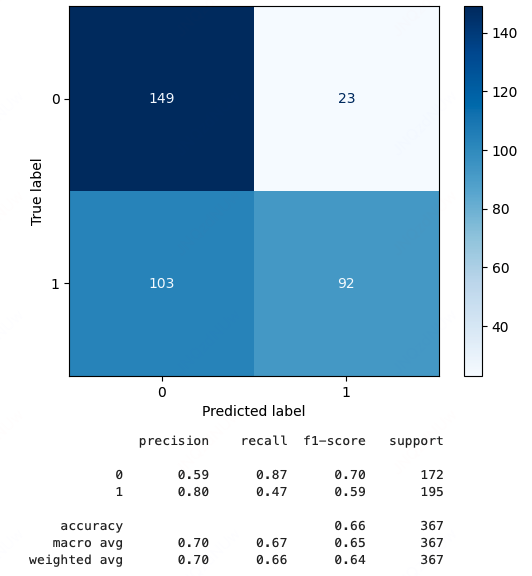 140
0
149
23
120
True label
100
80
1
103
92
60
40
0
1
Predicted label
precision recall f1-score support
0 0.59 0.87 0.70 172
1 0.80 0.47 0.59 195
accuracy 0.66 367
macro avg 0.70 0.67 0.65 367
weighted avg 0.70 0.66 0.64 367